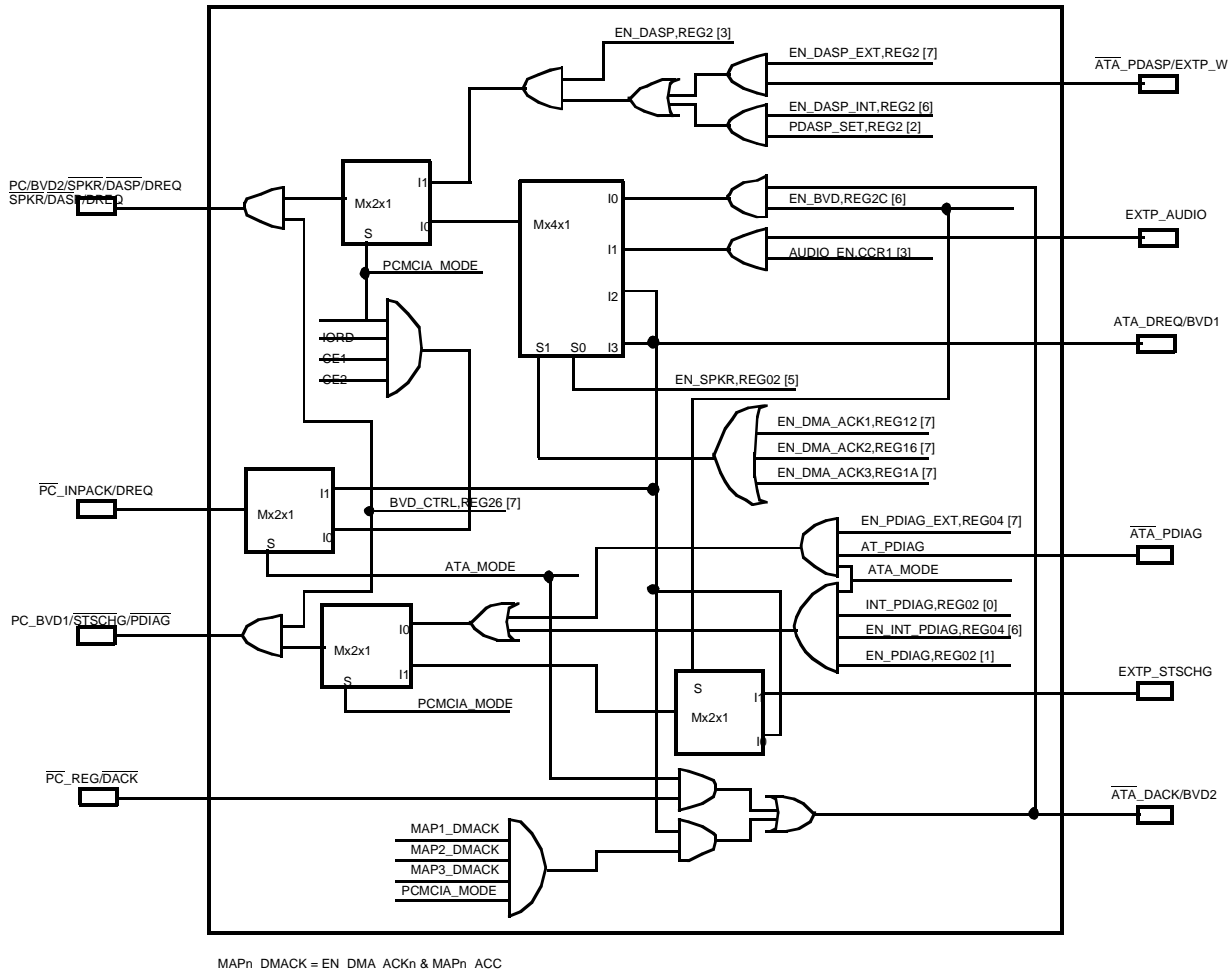 EN_DASP,REG2 [3]
EN_DASP_EXT,REG2 [7]
ATA_PDASP/EXTP_W
EN_DASP_INT,REG2 [6]
PDASP_SET,REG2 [2]
PC/BVD2/SPKR/DASP/DREQ
SPKR/DASP/DREQ
I1
Mx2x1
I0
S
PCMCIA_MODE
Mx4x1
I0
I1
I2
I3
S1 S0
EN_BVD,REG2C [6]
EXTP_AUDIO
AUDIO_EN,CCR1 [3]
ATA_DREQ/BVD1
IORD
CE1
CE2
EN_SPKR,REG02 [5]
EN_DMA_ACK1,REG12 [7]
EN_DMA_ACK2,REG16 [7]
EN_DMA_ACK3,REG1A [7]
PC_INPACK/DREQ
I1
Mx2x1
I0
S
BVD_CTRL,REG26 [7]
EN_PDIAG_EXT,REG04 [7]
ATA_PDIAG
AT_PDIAG
ATA_MODE
ATA_MODE
INT_PDIAG,REG02 [0]
EN_INT_PDIAG,REG04 [6]
EN_PDIAG,REG02 [1]
PC_BVD1/STSCHG/PDIAG
I0
Mx2x1
I1
S
PCMCIA_MODE
S
I1
Mx2x1
I0
EXTP_STSCHG
PC_REG/DACK
ATA_DACK/BVD2
MAP1_DMACK
MAP2_DMACK
MAP3_DMACK
PCMCIA_MODE
MAPn_DMACK = EN_DMA_ACKn & MAPn_ACC